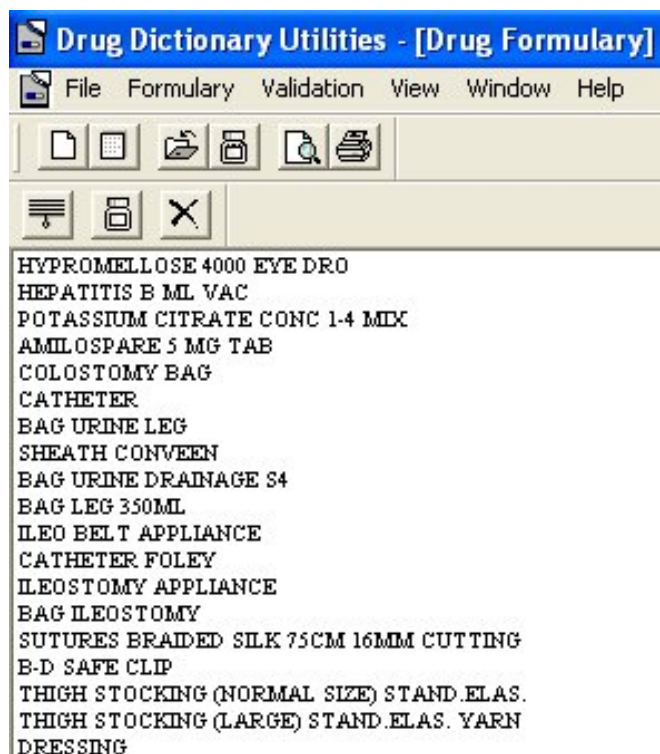 Drug Dictionary Utilities - [Drug Formulary]
File Formulary Validation View Window Help
HYPROMELLOSE 4000 EYE DRO
HEPATITIS B ML VAC
POTASSIUM CITRATE CONC 1-4 MIX
AMILOSPARE 5 MG TAB
COLOSTOMY BAG
CATHETER
BAG URINE LEG
SHEATH CONVEEN
BAG URINE DRAINAGE S4
BAG LEG 350ML
ILEO BELT APPLIANCE
CATHETER FOLEY
ILEOSTOMY APPLIANCE
BAG ILEOSTOMY
SUTURES BRAIDED SILK 75CM 16MM CUTTING
B-D SAFE CLIP
THIGH STOCKING (NORMAL SIZE) STAND.ELAS.
THIGH STOCKING (LARGE) STAND.ELAS. YARN
DRESSING